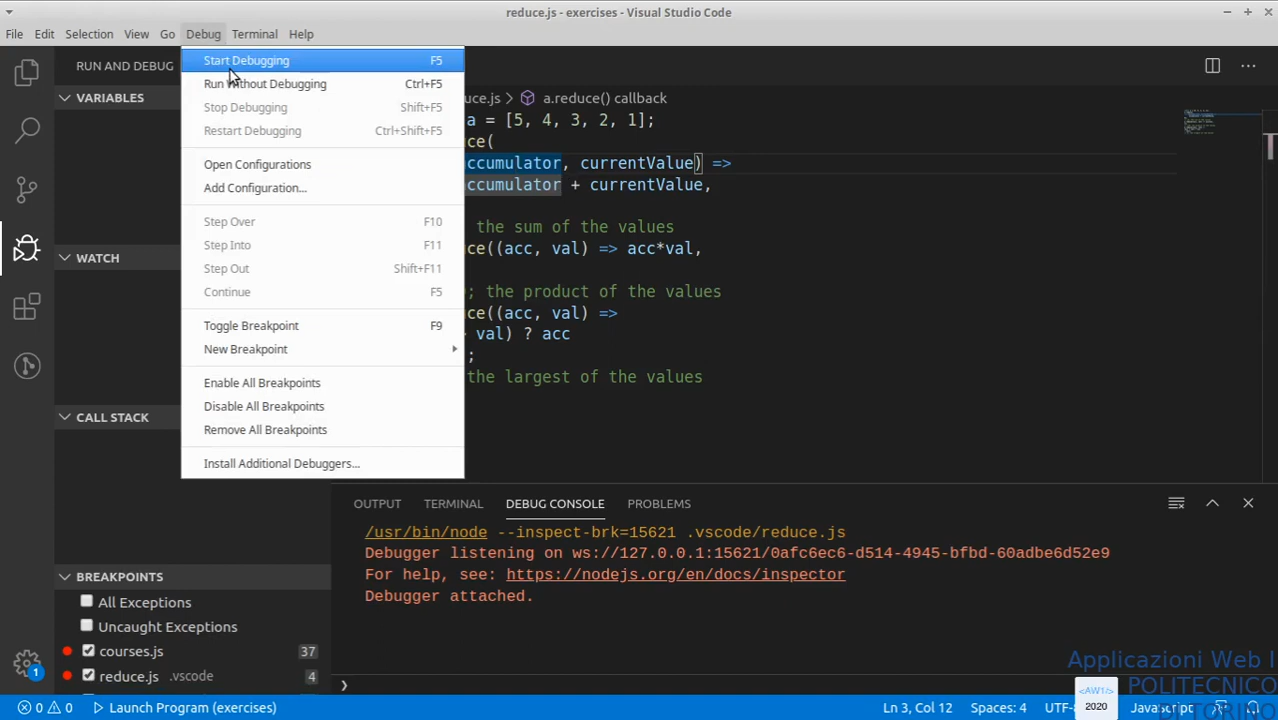 reduce.js - exercises - Visual Studio Code
File Edit Selection View Go Debug Terminal Help
RUN AND DEBUG
VARIABLES
WATCH
CALL STACK
BREAKPOINTS
All Exceptions
Uncaught Exceptions
courses.js 37
reduce.js .vscode 4
Start Debugging F5
Run Without Debugging Ctrl+F5
Stop Debugging Shift+F5
Restart Debugging Ctrl+Shift+F5
Open Configurations
Add Configuration...
Step Over F10
Step Into F11
Step Out Shift+F11
Continue F5
Toggle Breakpoint F9
New Breakpoint
Enable All Breakpoints
Disable All Breakpoints
Remove All Breakpoints
Install Additional Debuggers...
uce.js > a.reduce() callback
a = [5, 4, 3, 2, 1];
ce(
ccumulator, currentValue) =>
ccumulator + currentValue,
the sum of the values
ce((acc, val) => acc*val,
; the product of the values
ce((acc, val) =>
val) ? acc
;
the largest of the values
OUTPUT TERMINAL DEBUG CONSOLE PROBLEMS
/usr/bin/node --inspect-brk=15621 .vscode/reduce.js
Debugger listening on ws://127.0.0.1:15621/0afc6ec6-d514-4945-bfbd-60adbe6d52e9
For help, see: https://nodejs.org/en/docs/inspector
Debugger attached.
❯
Applicazioni Web I
POLITECNICO
DI TORINO
<AW1/>
2020
1
0 0 Launch Program (exercises) Ln 3, Col 12 Spaces: 4 UTF- Javascript